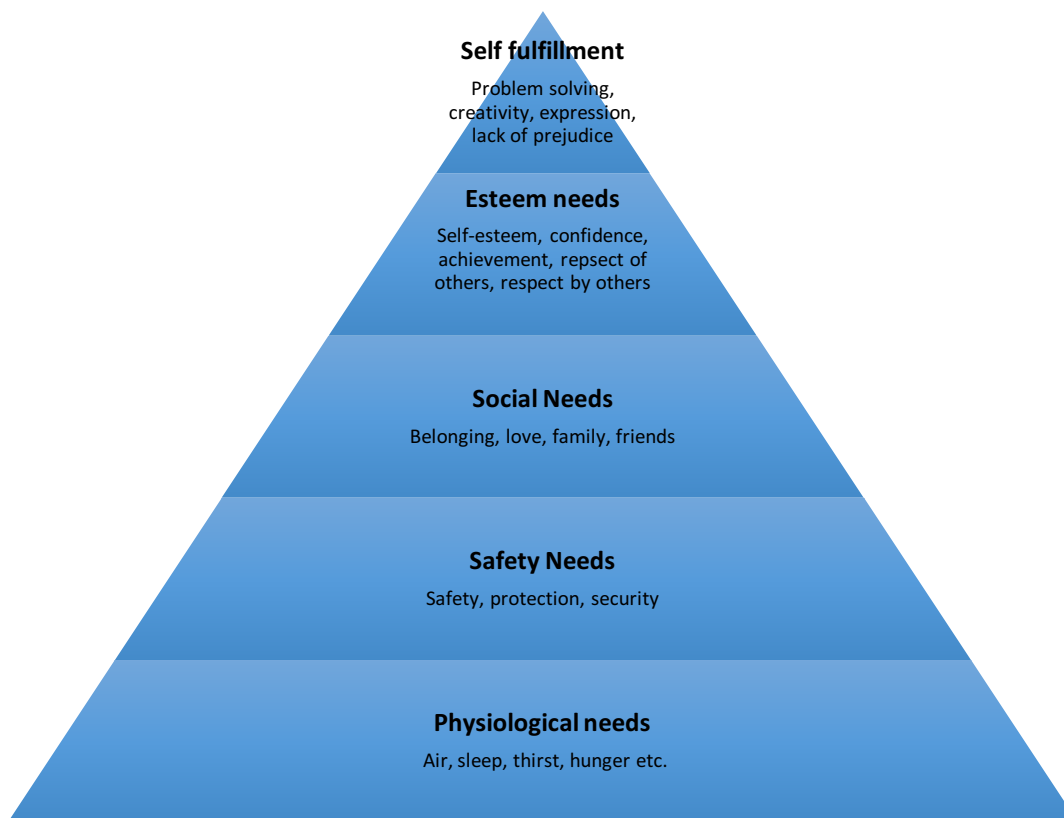 Self fulfillment
Problem solving,
creativity, expression,
lack of prejudice
Esteem needs
Self-esteem, confidence,
achievement, repsect of
others, respect by others
Social Needs
Belonging, love, family, friends
Safety Needs
Safety, protection, security
Physiological needs
Air, sleep, thirst, hunger etc.